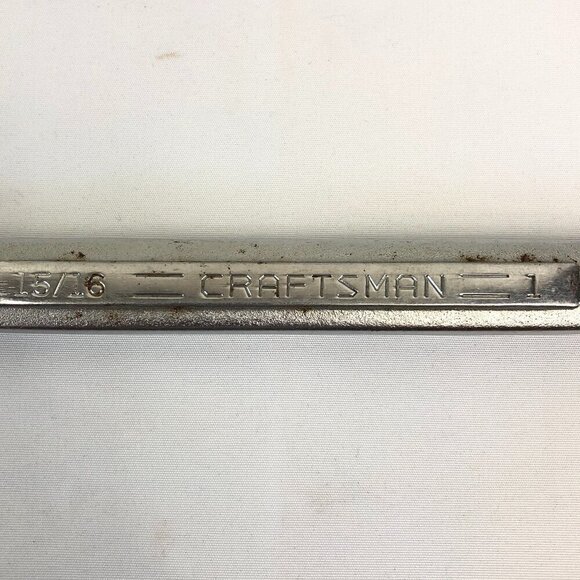 15/16 = CRAFTSMAN = 1